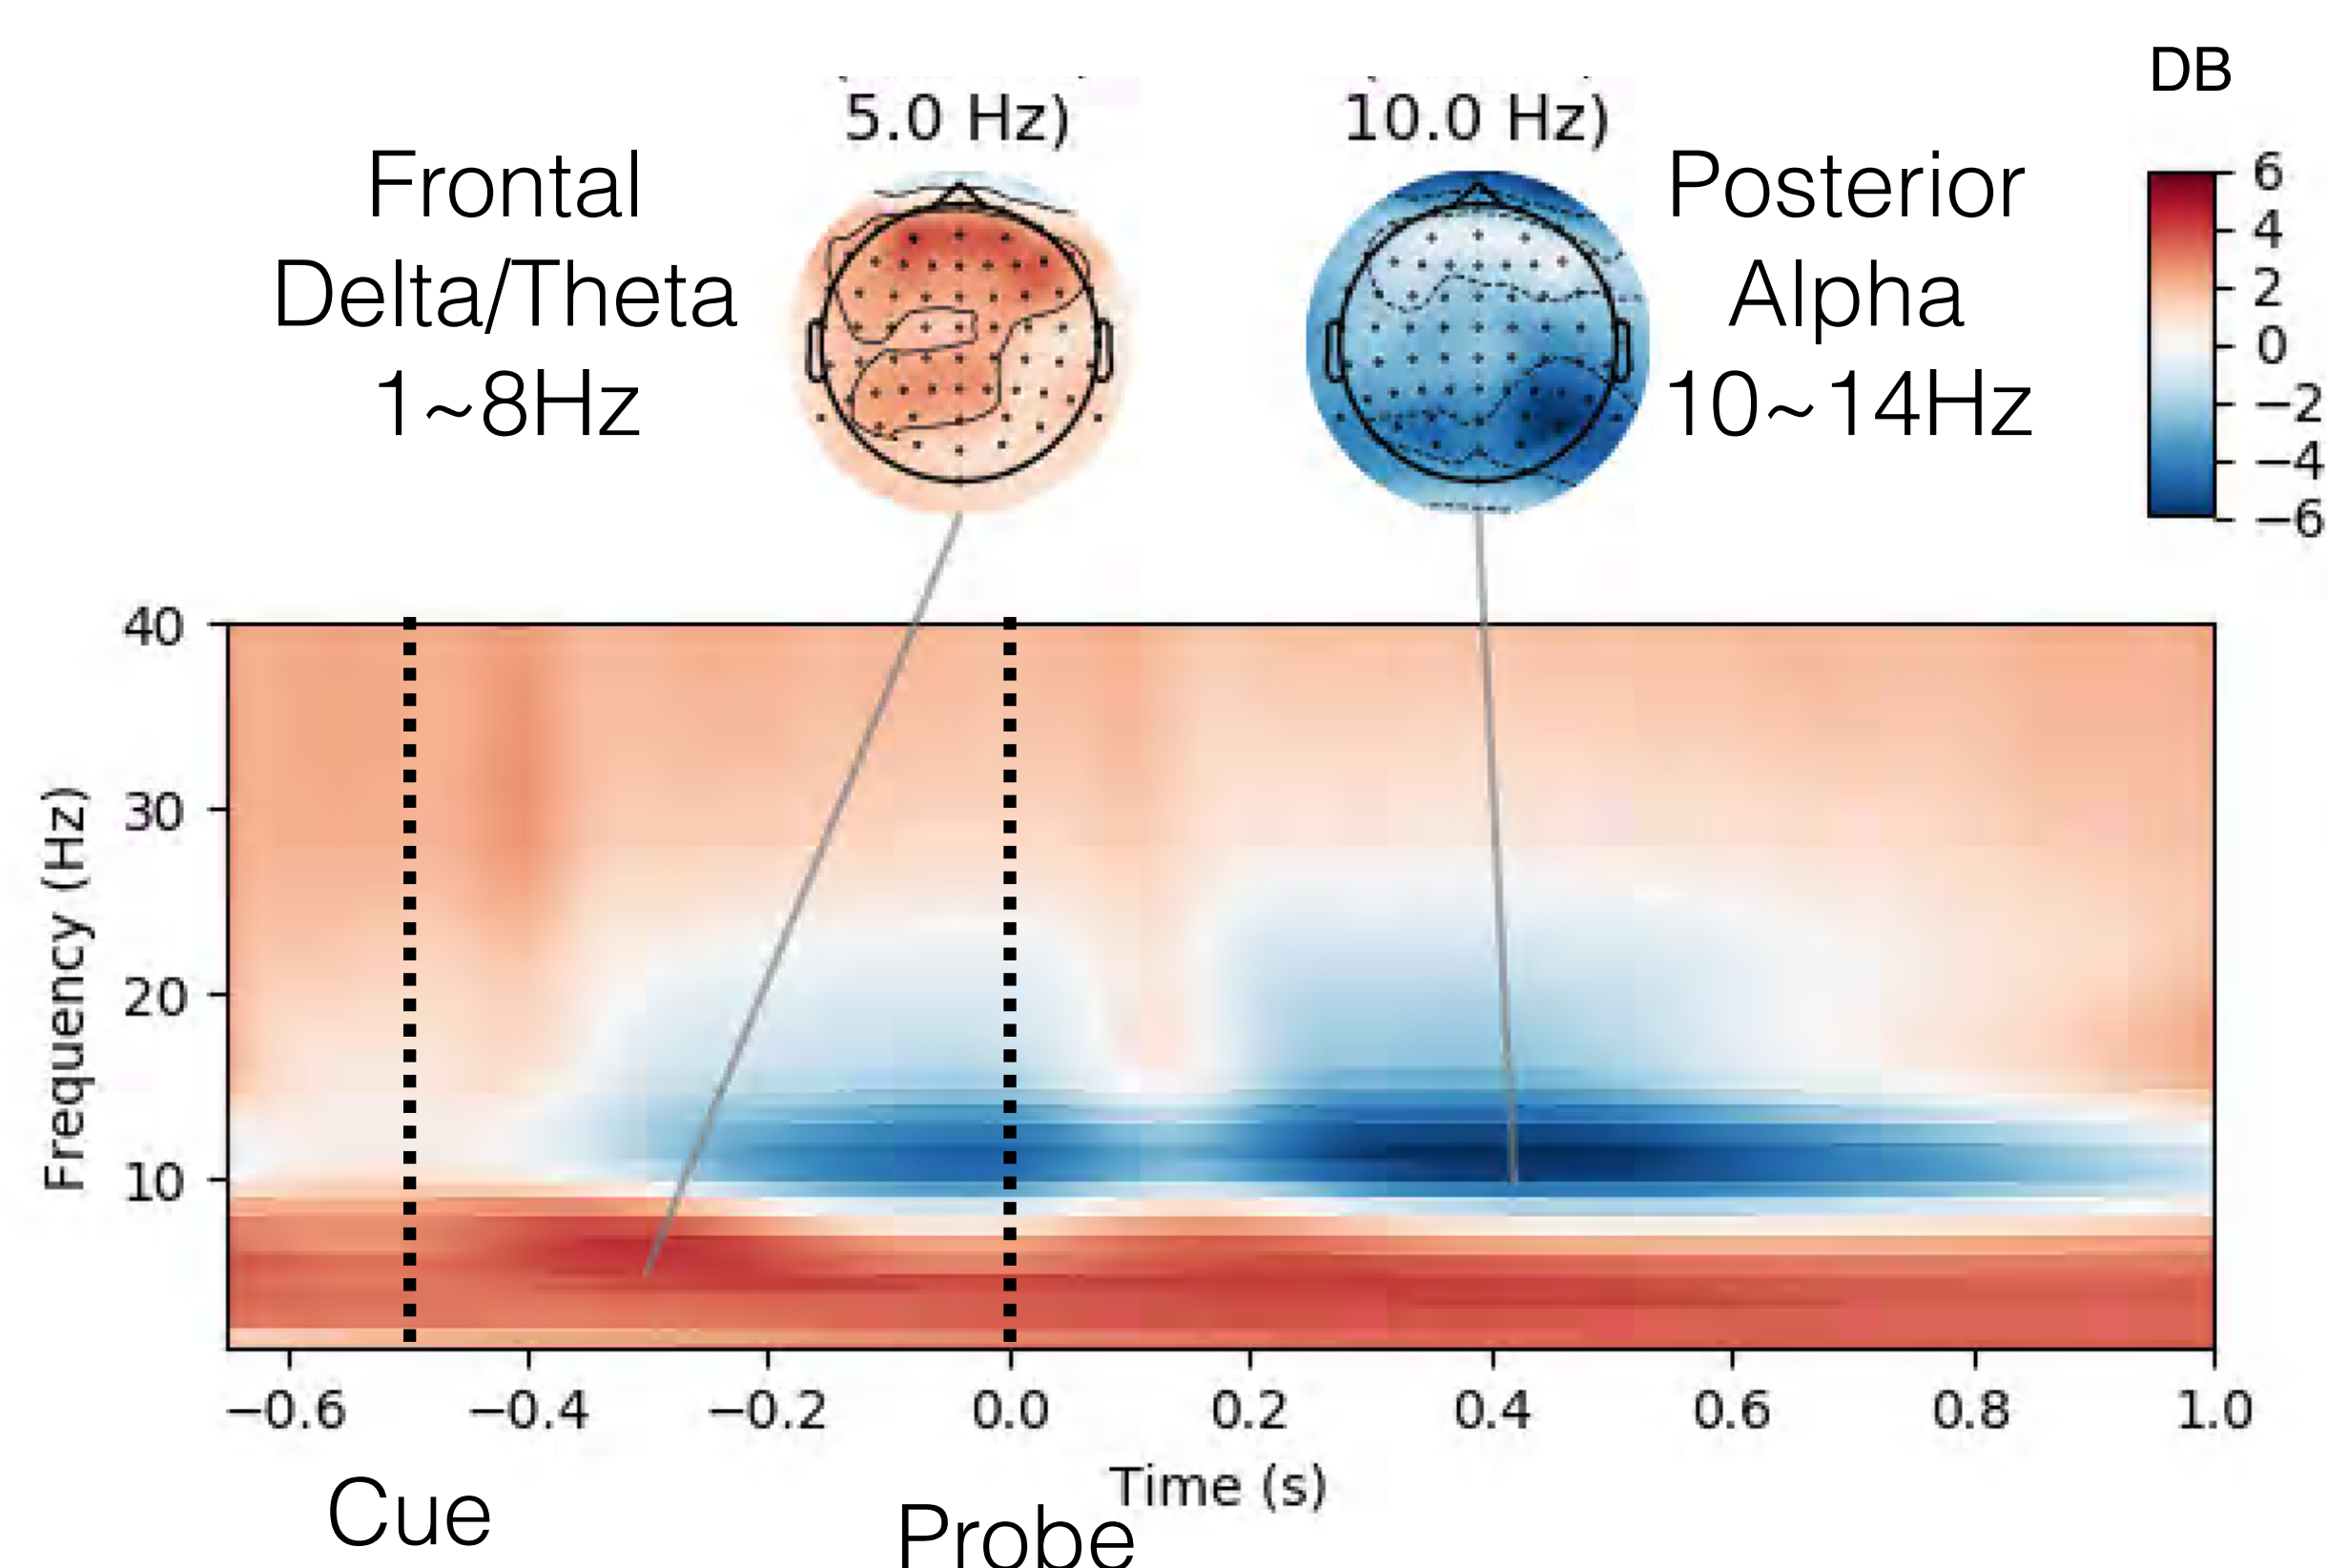 DB
5.0 Hz)
10.0 Hz)
Frontal
Delta/Theta
1~8Hz
Posterior
Alpha
10~14Hz
6
4
2
0
−2
−4
−6
40
30
20
10
Frequency (Hz)
−0.6 −0.4 −0.2 0.0 0.2 0.4 0.6 0.8 1.0
Time (s)
Cue
Probe